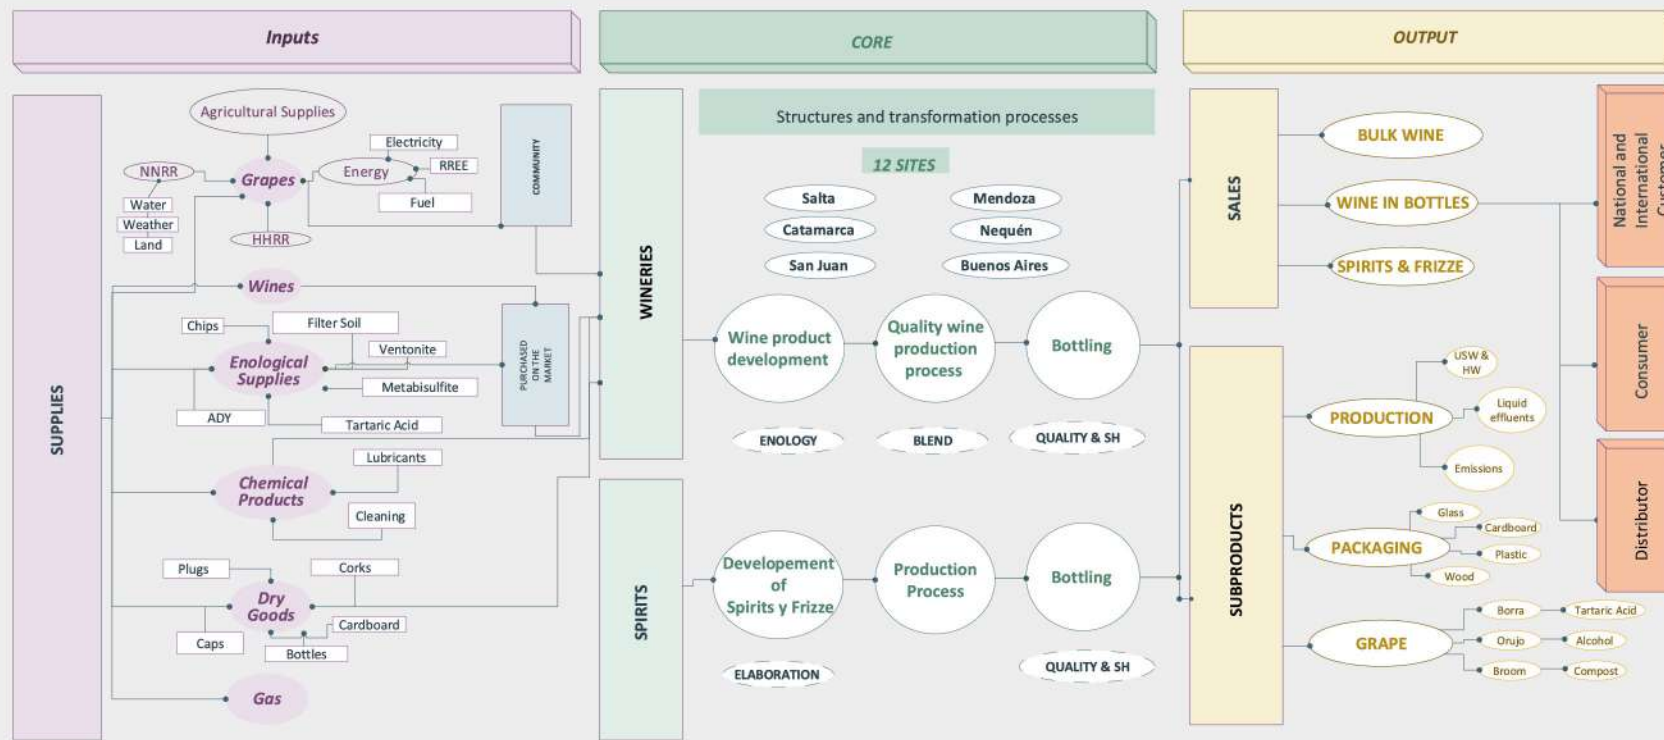 Inputs
CORE
OUTPUT
SUPPLIES
Agricultural Supplies
NNRR
Grapes
Energy
Electricity
RREE
Fuel
Water
Weather
Land
HHRR
COMMUNITY
Wines
Chips
Filter Soil
Ventonite
Enological
Supplies
Metabisulfite
ADY
Tartaric Acid
PURCHASED
ON THE
MARKET
Lubricants
Chemical
Products
Cleaning
Plugs
Corks
Dry
Goods
Cardboard
Caps
Bottles
Gas
WINERIES
Structures and transformation processes
12 SITES
Salta
Mendoza
Catamarca
Nequén
San Juan
Buenos Aires
Wine product
development
Quality wine
production
process
Bottling
ENOLOGY
BLEND
QUALITY & SH
SPIRITS
Developement
of
Spirits y Frizze
Production
Process
Bottling
ELABORATION
QUALITY & SH
SALES
BULK WINE
WINE IN BOTTLES
SPIRITS & FRIZZE
National and
International
Customer
Consumer
Distributor
SUBPRODUCTS
PRODUCTION
USW &
HW
Liquid
effluents
Emissions
PACKAGING
Glass
Cardboard
Plastic
Wood
GRAPE
Borra
Tartaric Acid
Orujo
Alcohol
Broom
Compost